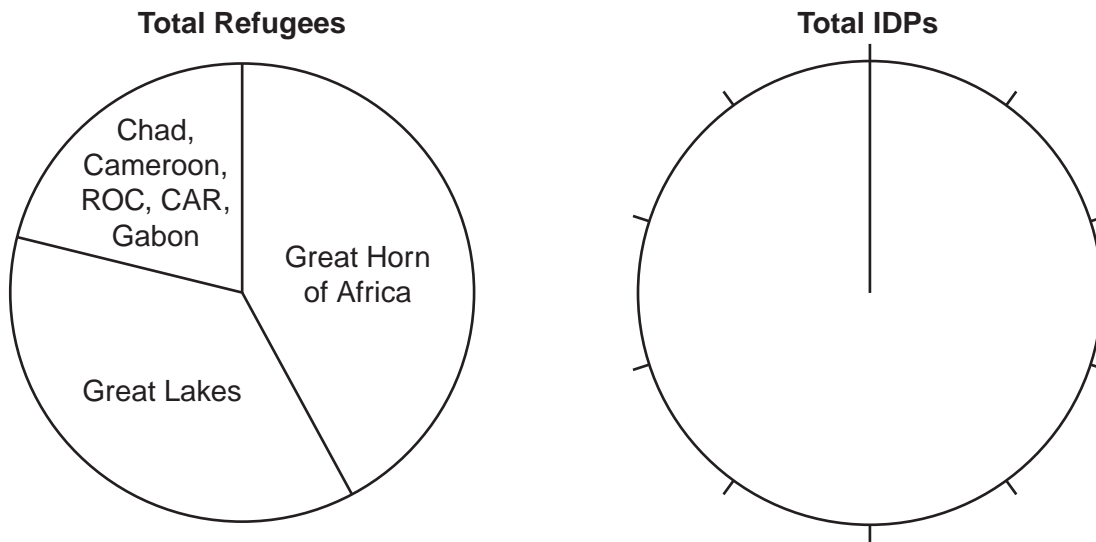 Total Refugees
Total IDPs
Chad,
Cameroon,
ROC, CAR,
Gabon
Great Horn
of Africa
Great Lakes